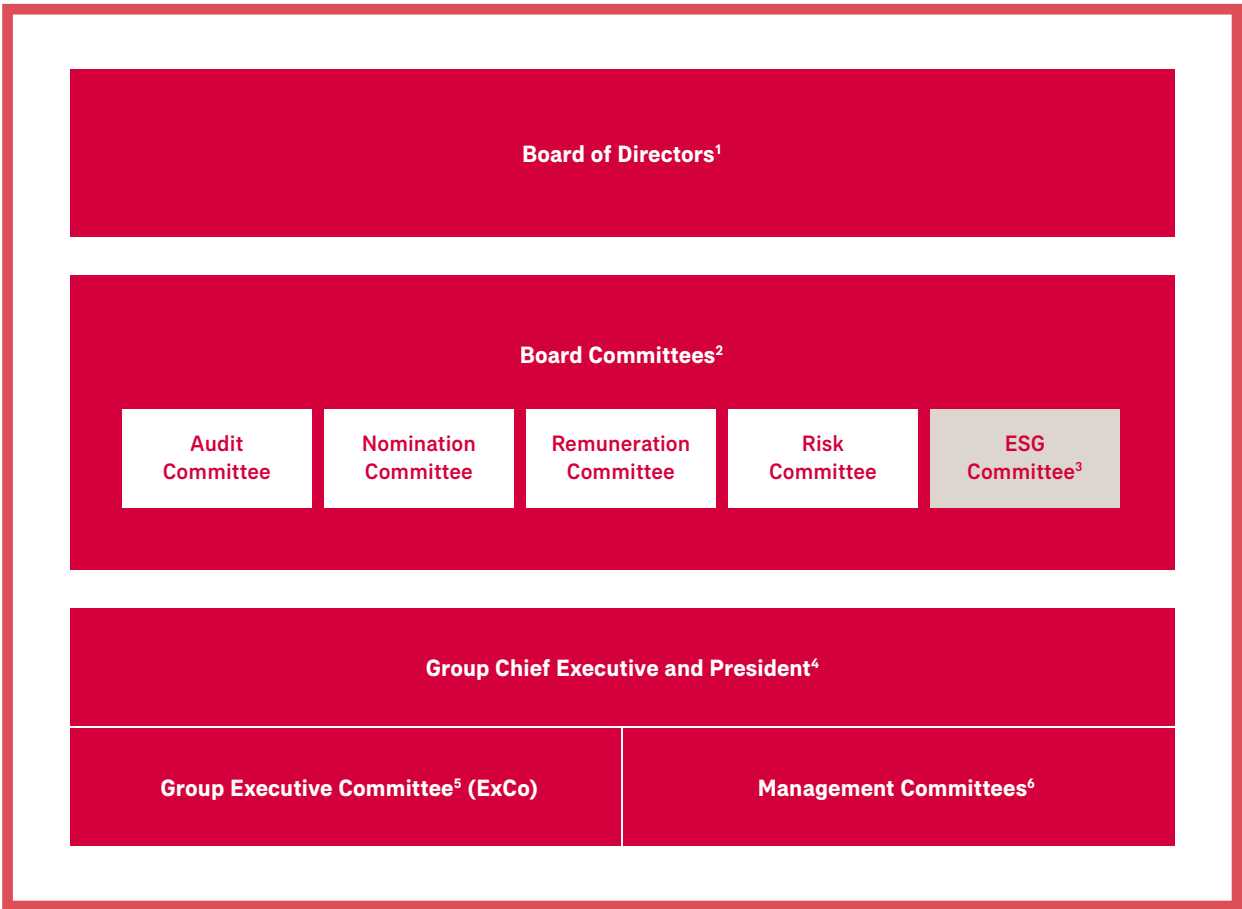 Board of Directors¹
Board Committees²
Audit
Committee
Nomination
Committee
Remuneration
Committee
Risk
Committee
ESG
Committee³
Group Chief Executive and President⁴
Group Executive Committee⁵ (ExCo)
Management Committees⁶